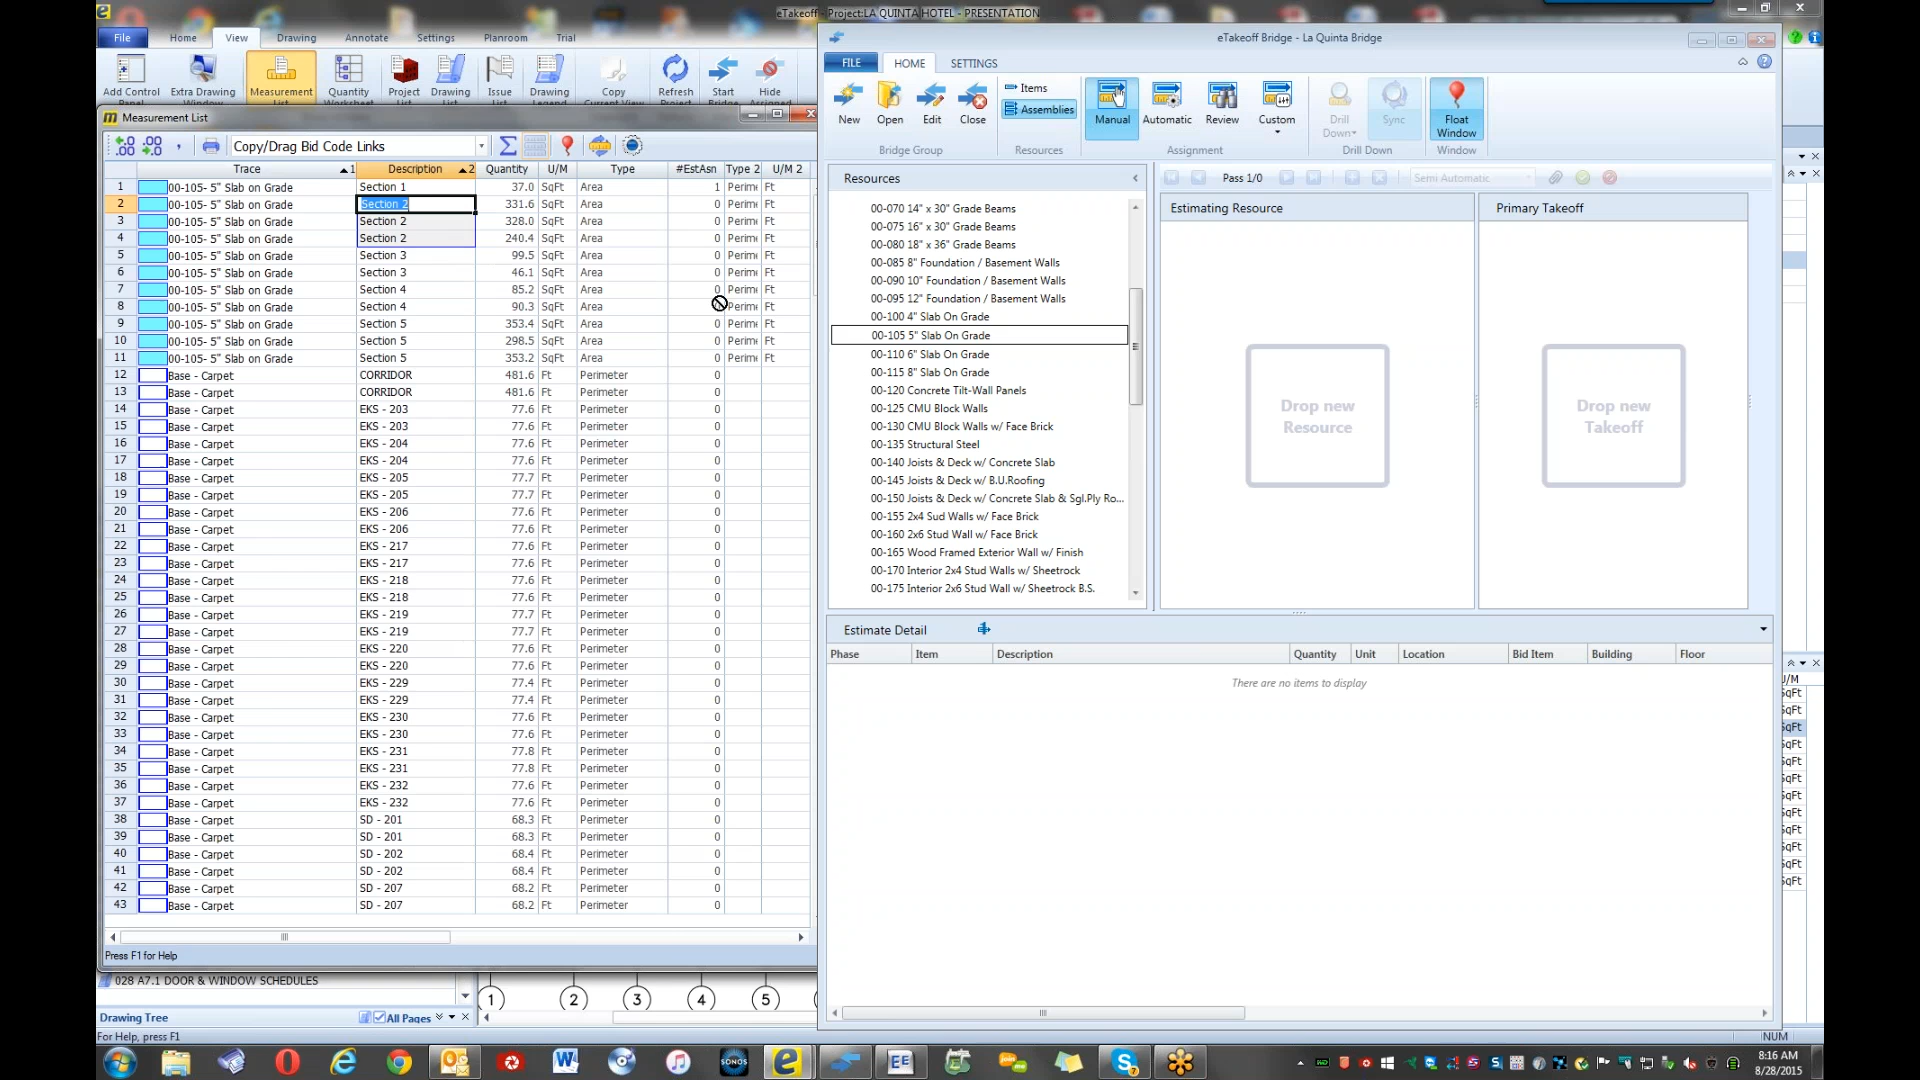 eTakeoff - Project:LA QUINTA HOTEL - PRESENTATION
File Home View Drawing Annotate Settings Planroom Trial
Add Control Extra Drawing Measurement Quantity Project Drawing Issue Drawing Copy Refresh Start Hide
Measurement List
Copy/Drag Bid Code Links
Trace 1 Description 2 Quantity U/M Type #EstAsn Type 2 U/M 2
1 00-105- 5" Slab on Grade Section 1 37.0 SqFt Area 1 Perime Ft
2 00-105- 5" Slab on Grade Section 2 331.6 SqFt Area 0 Perime Ft
3 00-105- 5" Slab on Grade Section 2 328.0 SqFt Area 0 Perime Ft
4 00-105- 5" Slab on Grade Section 2 240.4 SqFt Area 0 Perime Ft
5 00-105- 5" Slab on Grade Section 3 99.5 SqFt Area 0 Perime Ft
6 00-105- 5" Slab on Grade Section 3 46.1 SqFt Area 0 Perime Ft
7 00-105- 5" Slab on Grade Section 4 85.2 SqFt Area 0 Perime Ft
8 00-105- 5" Slab on Grade Section 4 90.3 SqFt Area Perime Ft
9 00-105- 5" Slab on Grade Section 5 353.4 SqFt Area 0 Perime Ft
10 00-105- 5" Slab on Grade Section 5 298.5 SqFt Area 0 Perime Ft
11 00-105- 5" Slab on Grade Section 5 353.2 SqFt Area 0 Perime Ft
12 Base - Carpet CORRIDOR 481.6 Ft Perimeter 0
13 Base - Carpet CORRIDOR 481.6 Ft Perimeter 0
14 Base - Carpet EKS - 203 77.6 Ft Perimeter 0
15 Base - Carpet EKS - 203 77.6 Ft Perimeter 0
16 Base - Carpet EKS - 204 77.6 Ft Perimeter 0
17 Base - Carpet EKS - 204 77.6 Ft Perimeter 0
18 Base - Carpet EKS - 205 77.7 Ft Perimeter 0
19 Base - Carpet EKS - 205 77.7 Ft Perimeter 0
20 Base - Carpet EKS - 206 77.6 Ft Perimeter 0
21 Base - Carpet EKS - 206 77.6 Ft Perimeter 0
22 Base - Carpet EKS - 217 77.6 Ft Perimeter 0
23 Base - Carpet EKS - 217 77.6 Ft Perimeter 0
24 Base - Carpet EKS - 218 77.6 Ft Perimeter 0
25 Base - Carpet EKS - 218 77.6 Ft Perimeter 0
26 Base - Carpet EKS - 219 77.7 Ft Perimeter 0
27 Base - Carpet EKS - 219 77.7 Ft Perimeter 0
28 Base - Carpet EKS - 220 77.6 Ft Perimeter 0
29 Base - Carpet EKS - 220 77.6 Ft Perimeter 0
30 Base - Carpet EKS - 229 77.4 Ft Perimeter 0
31 Base - Carpet EKS - 229 77.4 Ft Perimeter 0
32 Base - Carpet EKS - 230 77.6 Ft Perimeter 0
33 Base - Carpet EKS - 230 77.6 Ft Perimeter 0
34 Base - Carpet EKS - 231 77.8 Ft Perimeter 0
35 Base - Carpet EKS - 231 77.8 Ft Perimeter 0
36 Base - Carpet EKS - 232 77.6 Ft Perimeter 0
37 Base - Carpet EKS - 232 77.6 Ft Perimeter 0
38 Base - Carpet SD - 201 68.3 Ft Perimeter 0
39 Base - Carpet SD - 201 68.3 Ft Perimeter 0
40 Base - Carpet SD - 202 68.4 Ft Perimeter 0
41 Base - Carpet SD - 202 68.4 Ft Perimeter 0
42 Base - Carpet SD - 207 68.2 Ft Perimeter 0
43 Base - Carpet SD - 207 68.2 Ft Perimeter 0
Press F1 for Help
028 A7.1 DOOR & WINDOW SCHEDULES
1 2 3 4 5
Drawing Tree All Pages
For Help, press F1
eTakeoff Bridge - La Quinta Bridge
FILE HOME SETTINGS
New Open Edit Close
Items
Assemblies
Manual Automatic Review Custom
Drill Down Sync
Float Window
Bridge Group Resources Assignment Drill Down Window
Resources
Pass 1/0
Semi Automatic
00-070 14" x 30" Grade Beams
00-075 16" x 30" Grade Beams
00-080 18" x 36" Grade Beams
00-085 8" Foundation / Basement Walls
00-090 10" Foundation / Basement Walls
00-095 12" Foundation / Basement Walls
00-100 4" Slab On Grade
00-105 5" Slab On Grade
00-110 6" Slab On Grade
00-115 8" Slab On Grade
00-120 Concrete Tilt-Wall Panels
00-125 CMU Block Walls
00-130 CMU Block Walls w/ Face Brick
00-135 Structural Steel
00-140 Joists & Deck w/ Concrete Slab
00-145 Joists & Deck w/ B.U.Roofing
00-150 Joists & Deck w/ Concrete Slab & Sgl.Ply Ro...
00-155 2x4 Sud Walls w/ Face Brick
00-160 2x6 Stud Wall w/ Face Brick
00-165 Wood Framed Exterior Wall w/ Finish
00-170 Interior 2x4 Stud Walls w/ Sheetrock
00-175 Interior 2x6 Stud Wall w/ Sheetrock B.S.
Estimating Resource
Drop new
Resource
Primary Takeoff
Drop new
Takeoff
Estimate Detail
Phase Item Description Quantity Unit Location Bid Item Building Floor
There are no items to display
NUM
SONOS
EE
8:16 AM
8/28/2015